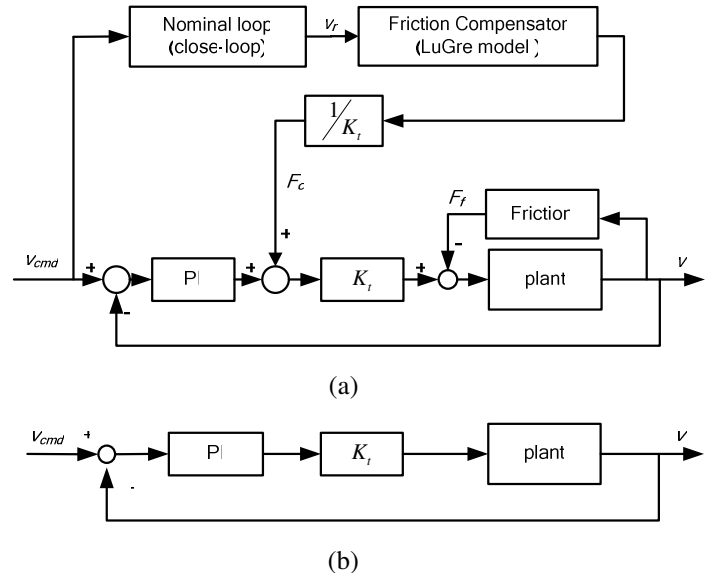 Nominal loop
(close-loop)
v_r
Friction Compensator
(LuGre model )
1/K_t
F_c
F_f
Friction
+
-
v_cmd
+
PI
+
K_t
+
plant
v
-
(a)
v_cmd
+
PI
K_t
plant
v
-
(b)